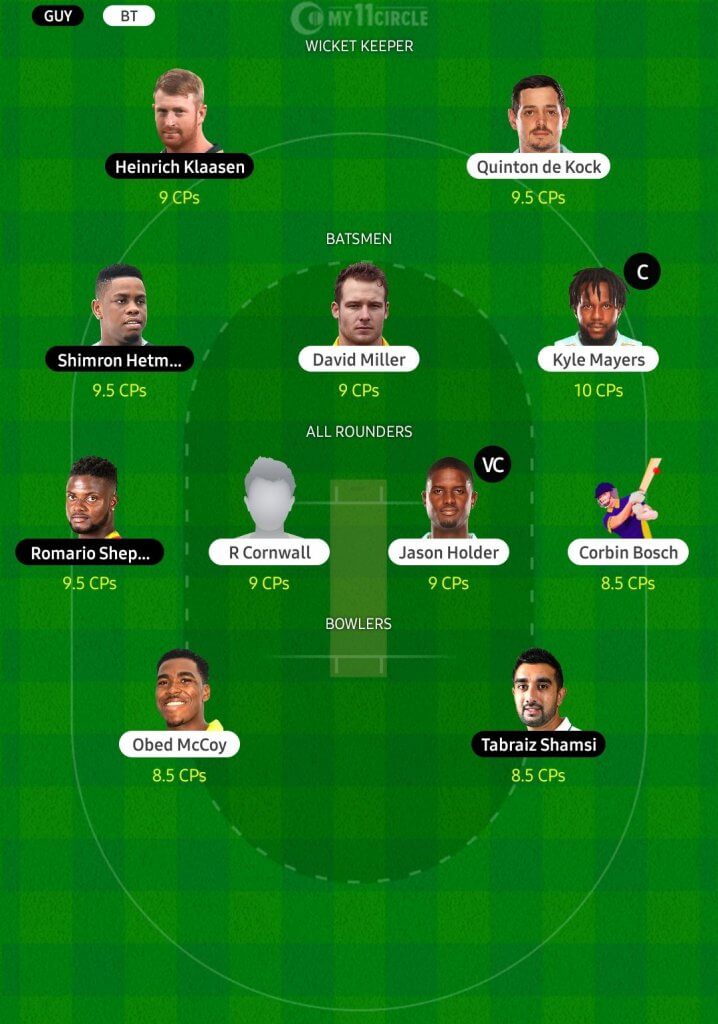 GUY BT
MY11CIRCLE
WICKET KEEPER
Heinrich Klaasen Quinton de Kock
9 CPs 9.5 CPs
BATSMEN
C
Shimron Hetm... David Miller Kyle Mayers
9.5 CPs 9 CPs 10 CPs
ALL ROUNDERS
VC
Romario Shep... R Cornwall Jason Holder Corbin Bosch
9.5 CPs 9 CPs 9 CPs 8.5 CPs
BOWLERS
Obed McCoy Tabraiz Shamsi
8.5 CPs 8.5 CPs